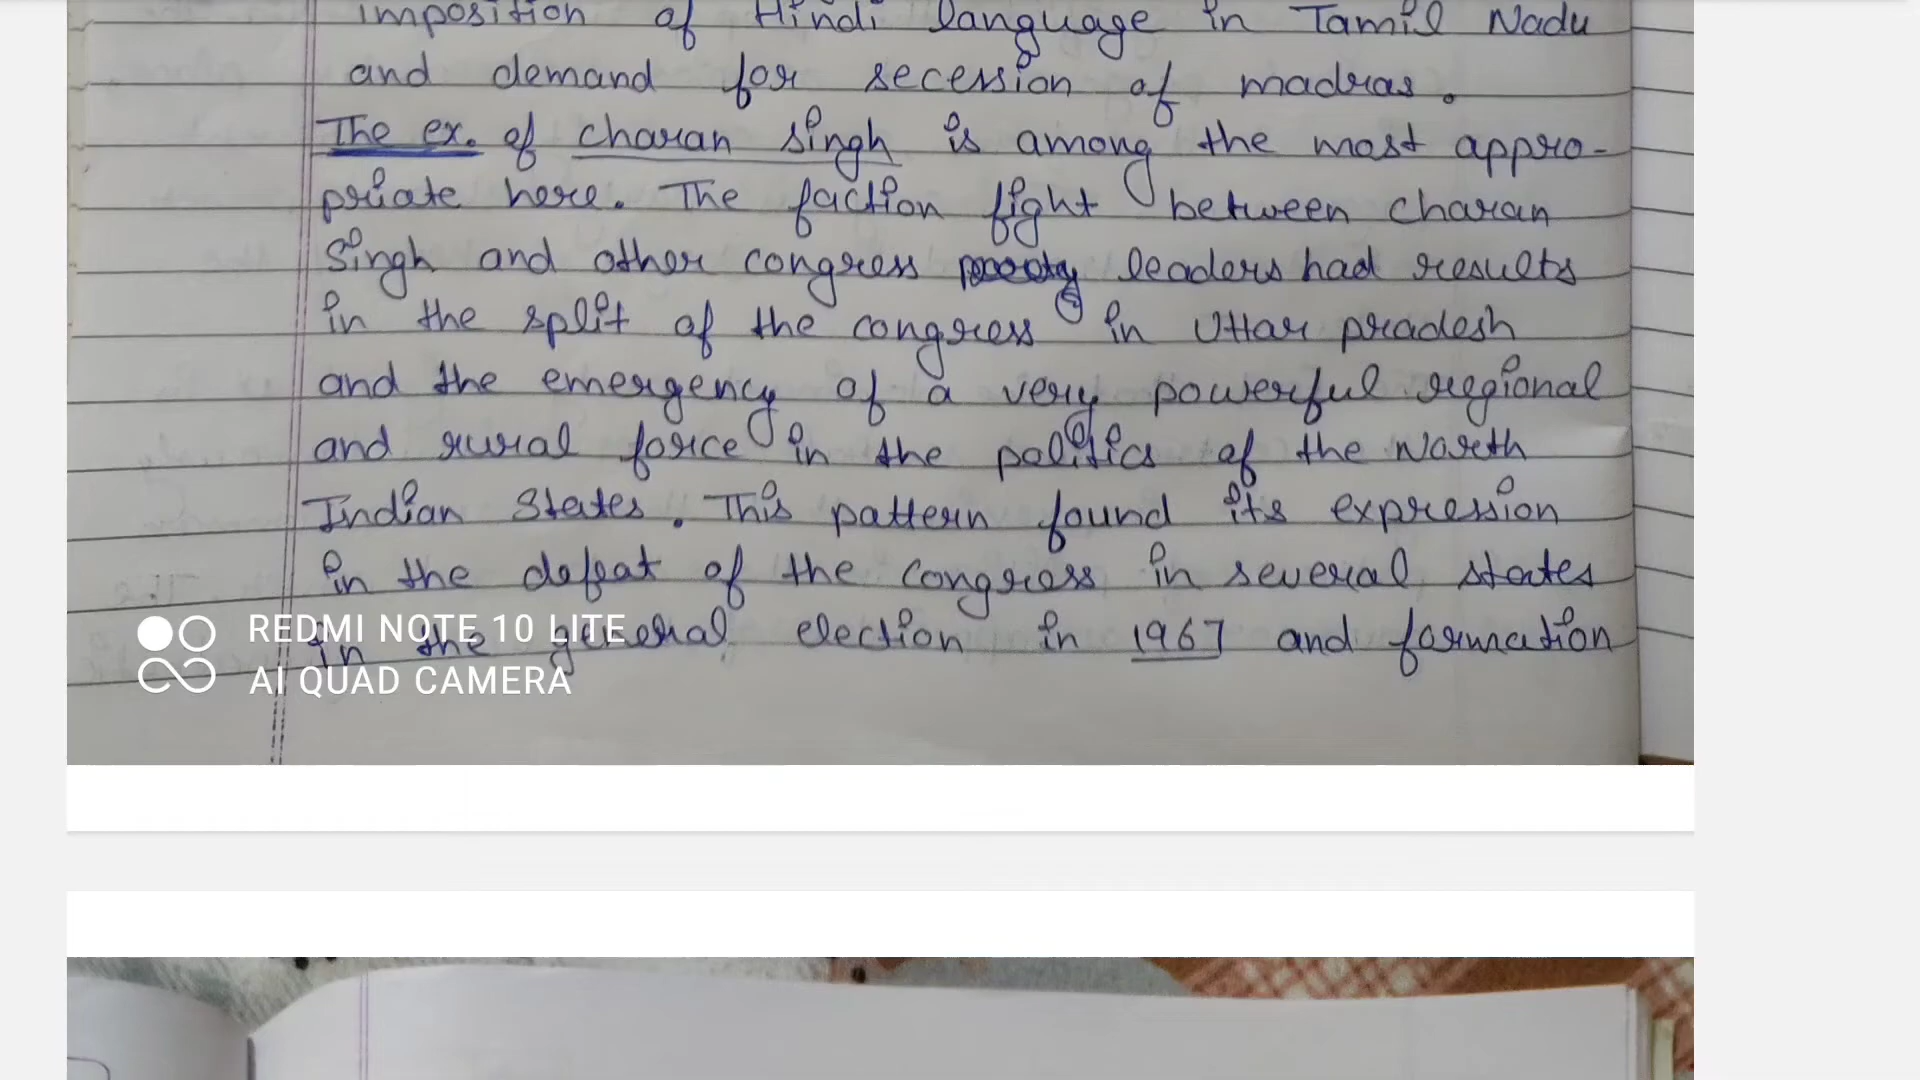 imposition of Hindi language in Tamil Nadu
and demand for secession of madras.
The ex. of charan singh is among the most appro-
priate here. The faction fight between charan
Singh and other congress leaders had results
in the split of the congress in Uttar pradesh
and the emergency of a very powerful regional
and rural force in the politics of the North
Indian States. This pattern found its expression
in the defeat of the congress in several states
in the general election in 1967 and formation
REDMI NOTE 10 LITE
AI QUAD CAMERA